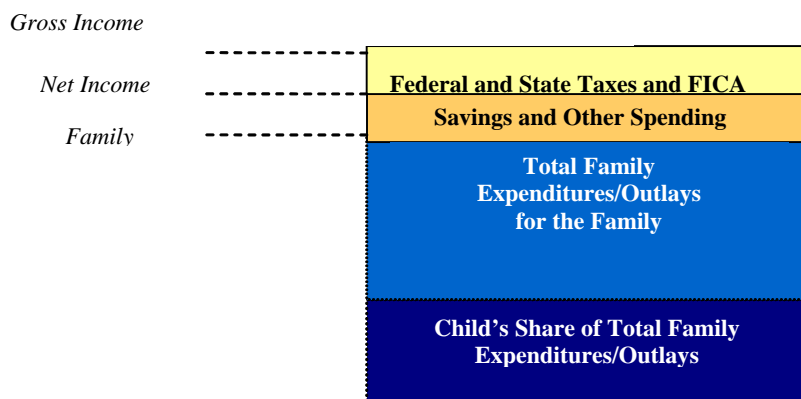 Gross Income
Net Income
Federal and State Taxes and FICA
Savings and Other Spending
Family
Total Family
Expenditures/Outlays
for the Family
Child's Share of Total Family
Expenditures/Outlays